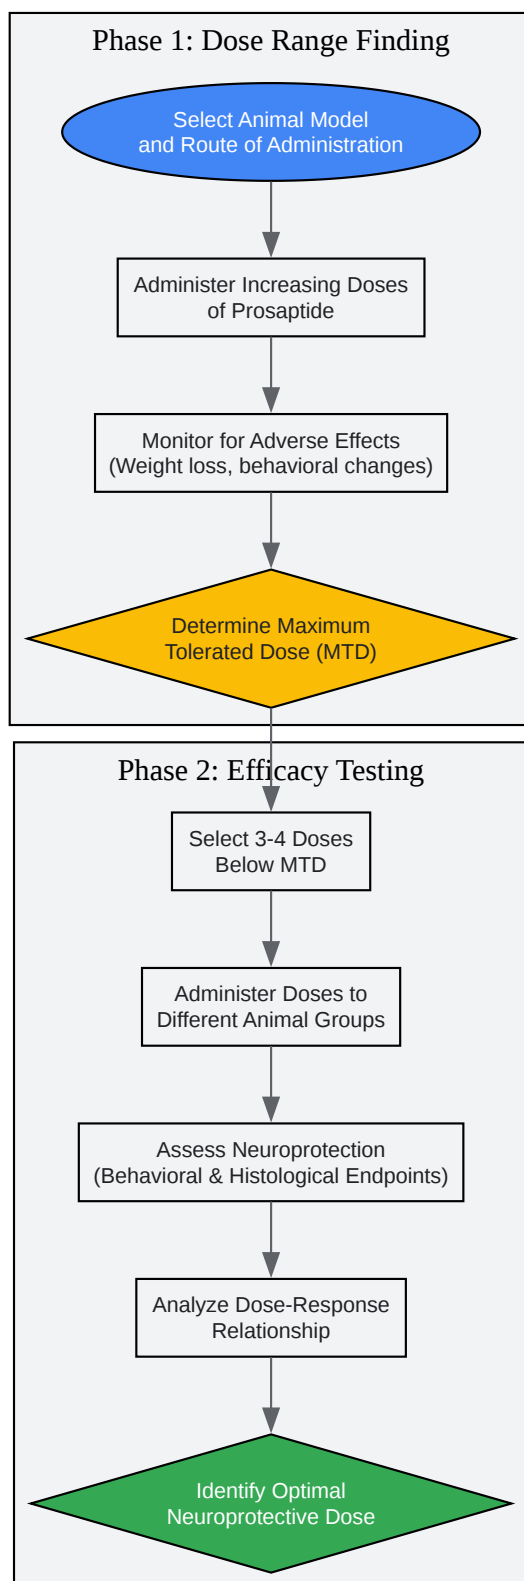 Phase 1: Dose Range Finding
Select Animal Model
and Route of Administration
Administer Increasing Doses
of Prosaptide
Monitor for Adverse Effects
(Weight loss, behavioral changes)
Determine Maximum
Tolerated Dose (MTD)
Phase 2: Efficacy Testing
Select 3-4 Doses
Below MTD
Administer Doses to
Different Animal Groups
Assess Neuroprotection
(Behavioral & Histological Endpoints)
Analyze Dose-Response
Relationship
Identify Optimal
Neuroprotective Dose